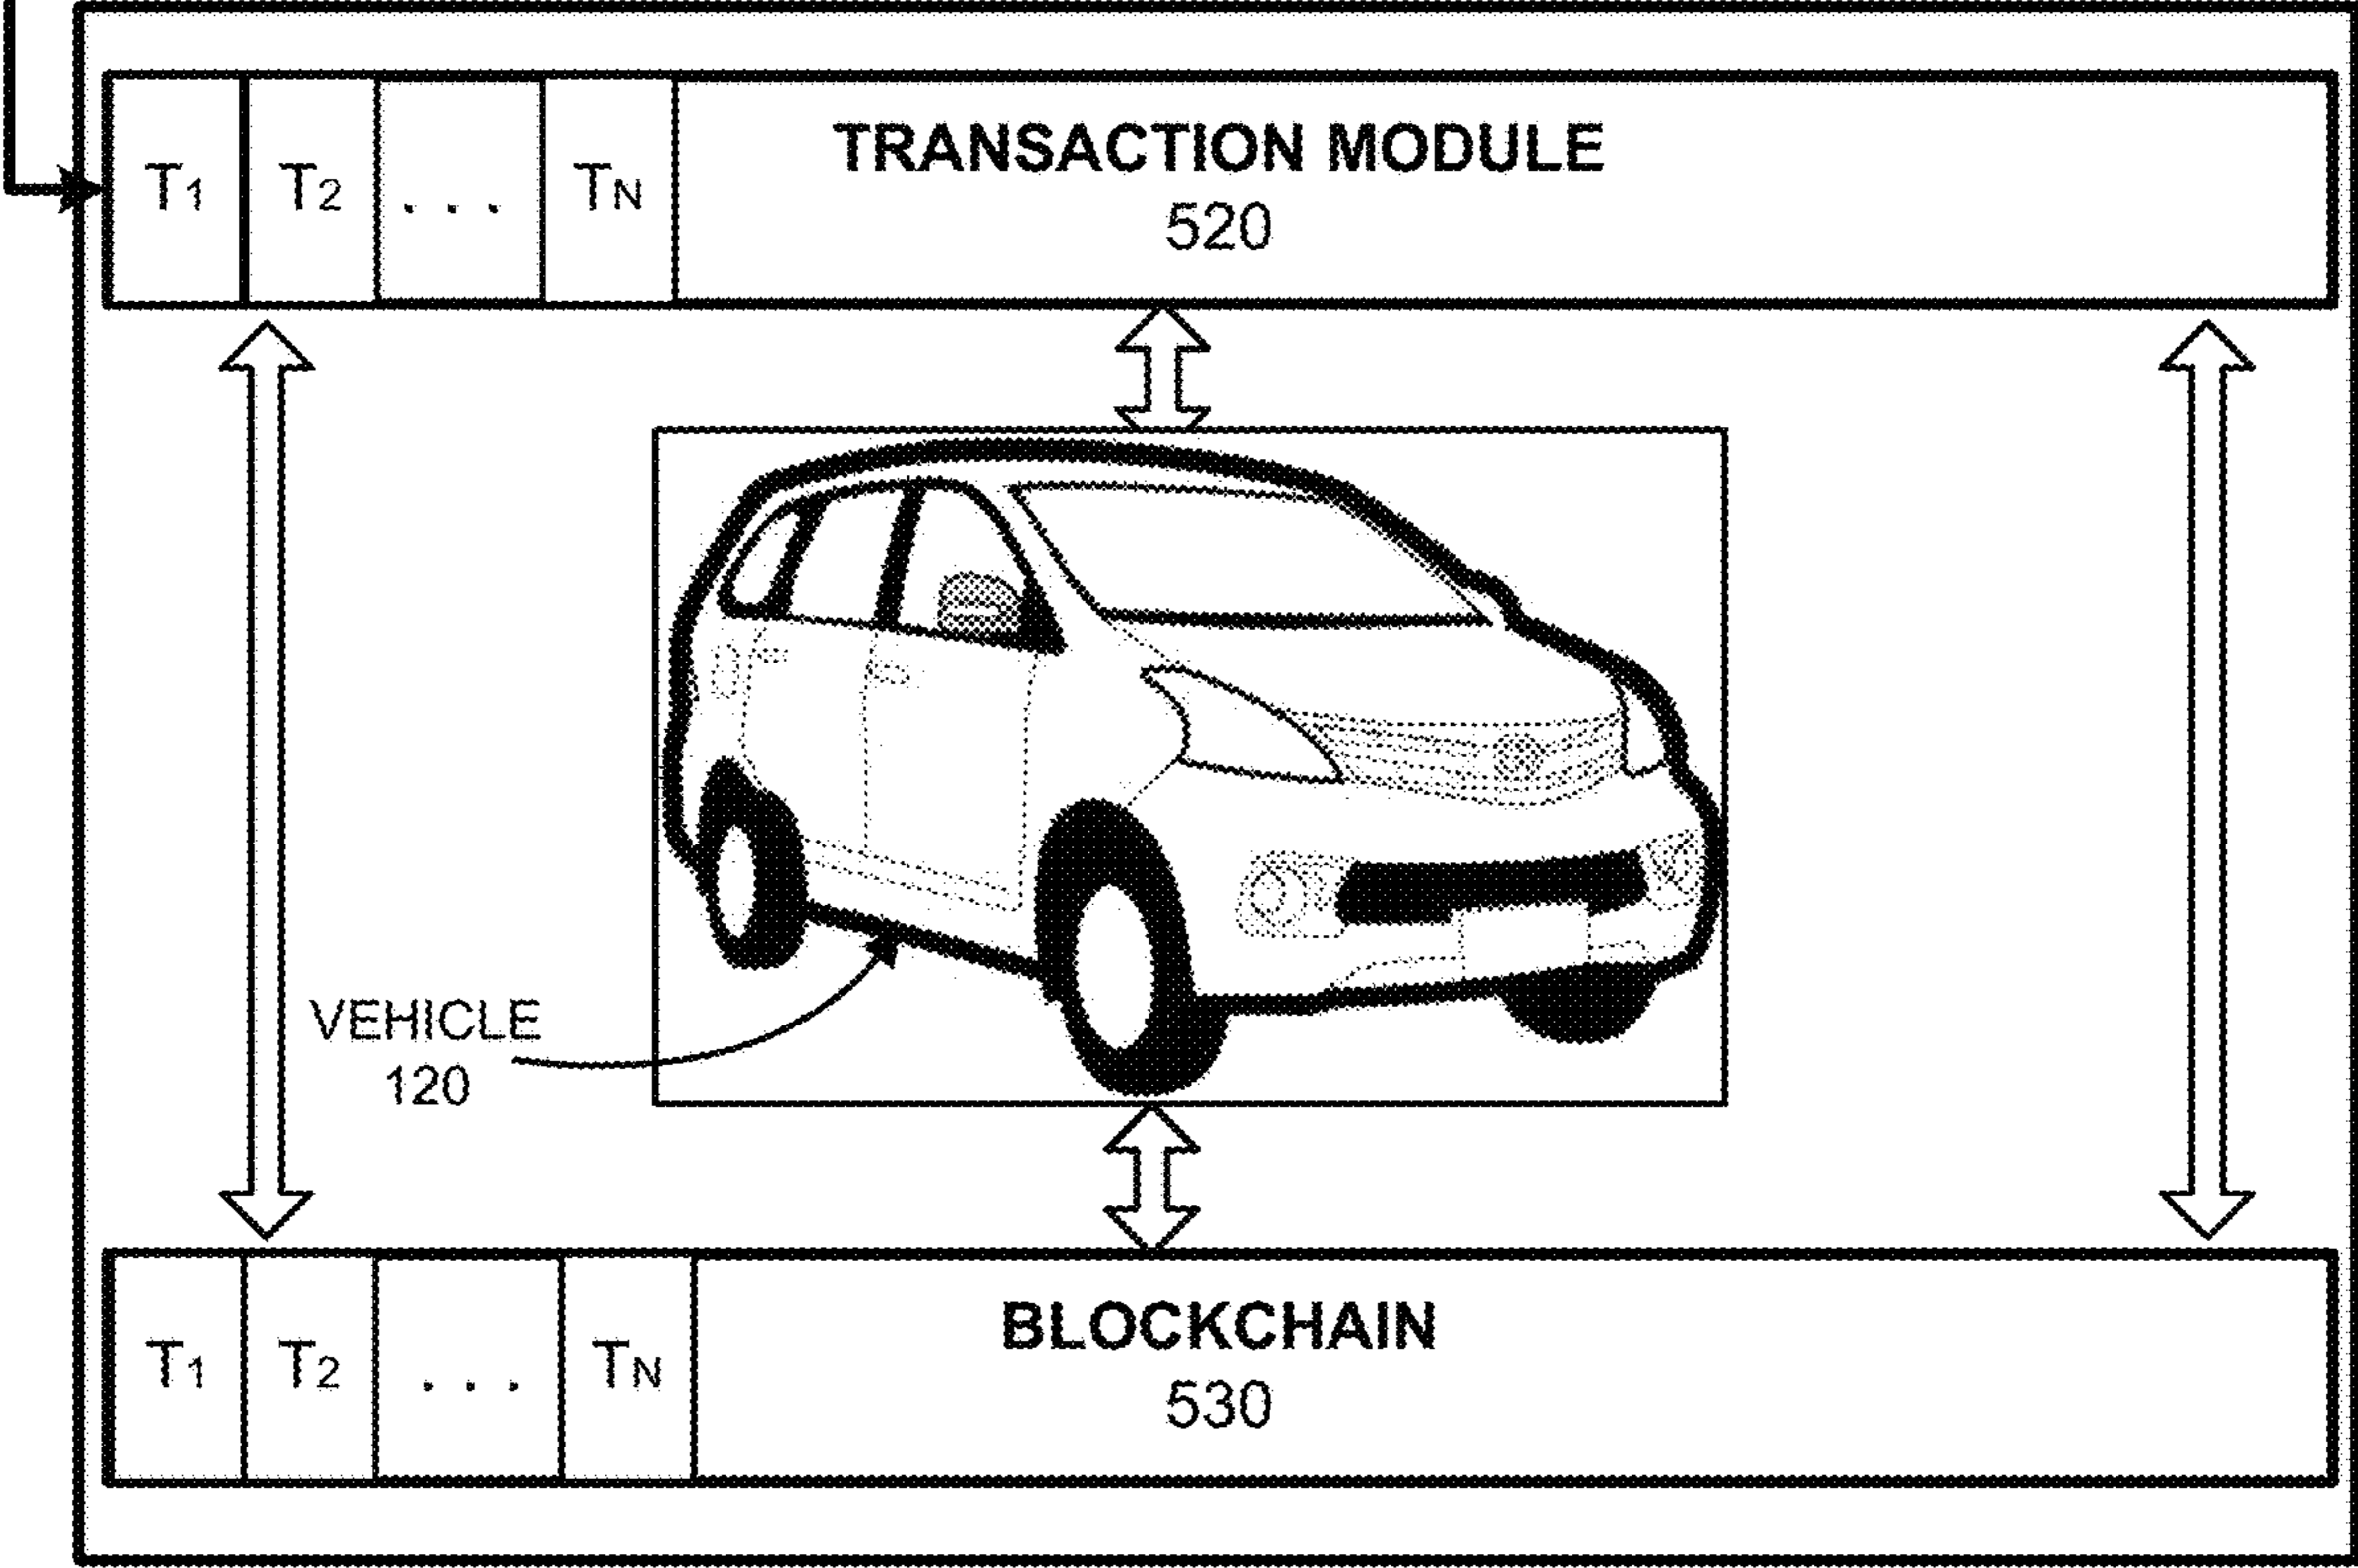 T1 T2 . . . TN TRANSACTION MODULE
520
VEHICLE
120
T1 T2 . . . TN BLOCKCHAIN
530